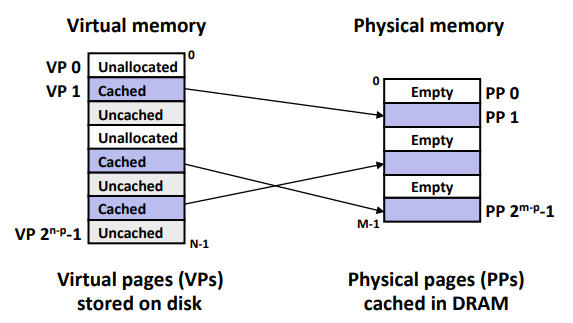 Virtual memory
Physical memory
0
VP 0 Unallocated
VP 1 Cached
Uncached
Unallocated
Cached
Uncached
Cached
VP 2ⁿ⁻ᵖ-1 Uncached
N-1
0
Empty PP 0
PP 1
Empty
Empty
PP 2ᵐ⁻ᵖ-1
M-1
Virtual pages (VPs)
stored on disk
Physical pages (PPs)
cached in DRAM